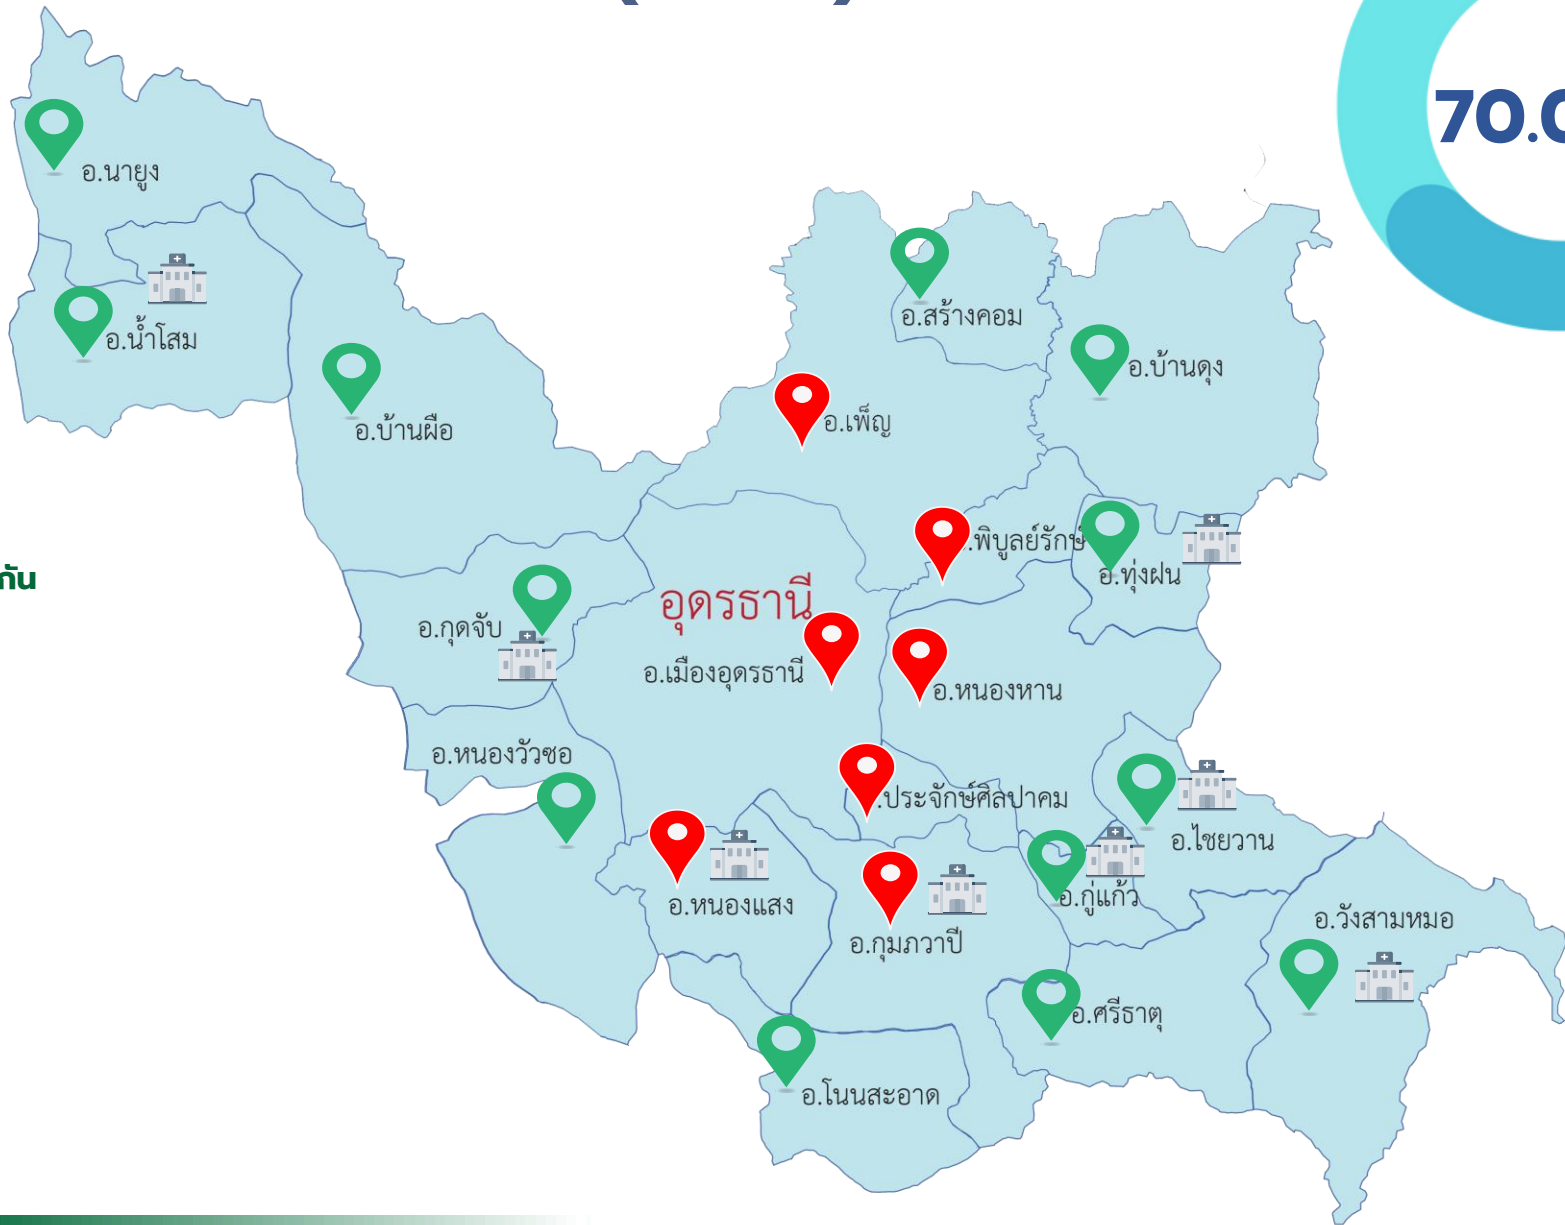 70.0
อ.นายูง
อ.น้ำโสม
อ.สร้างคอม
อ.บ้านดุง
อ.บ้านผือ
อ.เพ็ญ
.พิบูลย์รักษ์
อ.ทุ่งฝน
กัน
อุดรธานี
อ.กุดจับ
อ.เมืองอุดรธานี
อ.หนองหาน
อ.หนองวัวซอ
.ประจักษ์ศิลปาคม
อ.ไชยวาน
อ.กู่แก้ว
อ.หนองแสง
อ.กุมภวาปี
อ.วังสามหมอ
อ.ศรีธาตุ
อ.โนนสะอาด